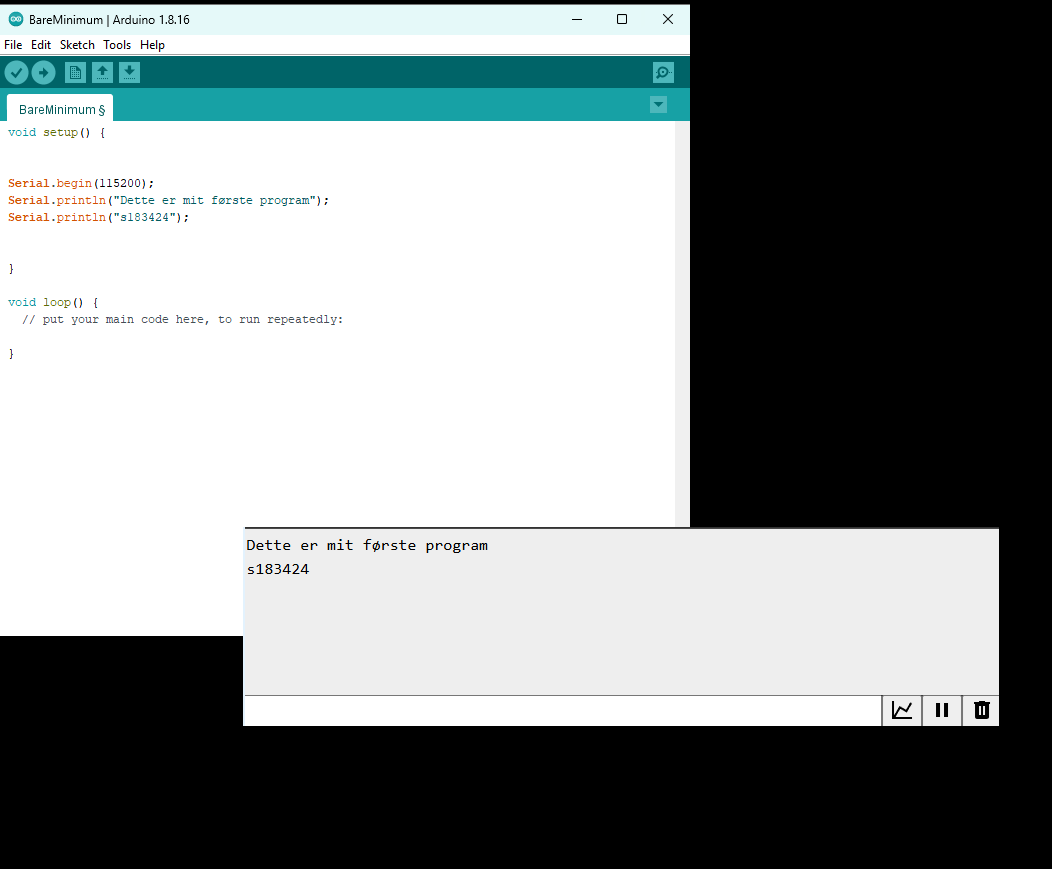 BareMinimum | Arduino 1.8.16
File Edit Sketch Tools Help
BareMinimum §
void setup() {
Serial.begin(115200);
Serial.println("Dette er mit første program");
Serial.println("s183424");
}
void loop() {
// put your main code here, to run repeatedly:
}
Dette er mit første program
s183424